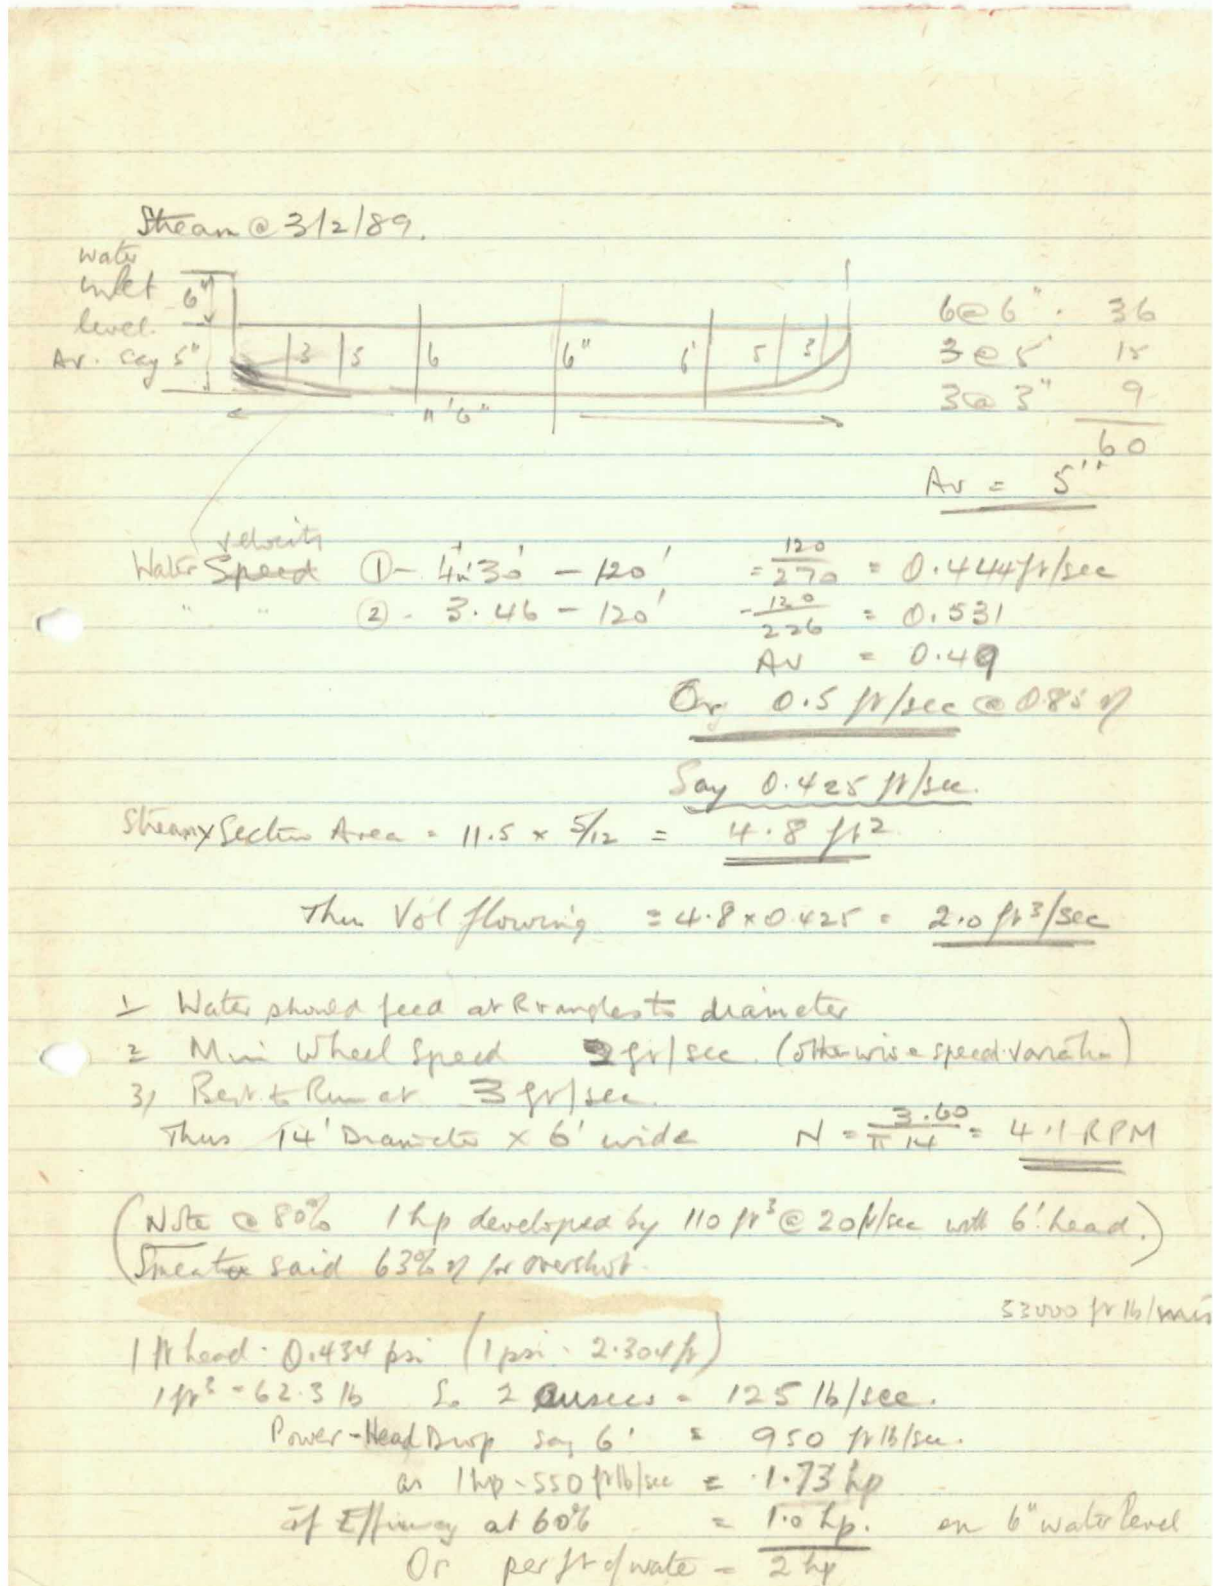 Stream @ 3/2/89.
water
inlet
level.
6"
Av. say 5"
3 5 6 6" 6' 5 3
11' 6"
6 @ 6" . 36
3 @ 5 15
3 @ 3" 9
60
Av = 5"
velocity
Water Speed ① - 4m 30' - 120' = 120/270 = 0.444 ft/sec
" " ② - 3.46 - 120' - 120/226 = 0.531
Av = 0.49
Or 0.5 ft/sec @ 0.85 η
Say 0.425 ft/sec.
Stream x Section Area = 11.5 x 5/12 = 4.8 ft²
Then Vol flowing = 4.8 x 0.425 = 2.0 ft³/sec
1 Water should feed at Rt angles to diameter
2 Min Wheel Speed 2 ft/sec. (otherwise speed variation)
3) Best to Run at 3 ft/sec.
Thus 14' Diameter x 6' wide N = 3.60/π 14 = 4.1 RPM
(Note @ 80% 1 hp developed by 110 ft³ @ 20 ft/sec with 6' head.)
Smeaton said 63% η for overshot.
33000 ft lb/min
1 ft head = 0.434 psi (1 psi = 2.304 ft)
1 ft³ = 62.3 lb So 2 cusecs = 125 lb/sec.
Power - Head Drop say 6' = 950 ft lb/sec.
as 1 hp - 550 ft lb/sec = 1.73 hp
if Efficiency at 60% = 1.0 hp. on 6" water level
Or per ft of water = 2 hp